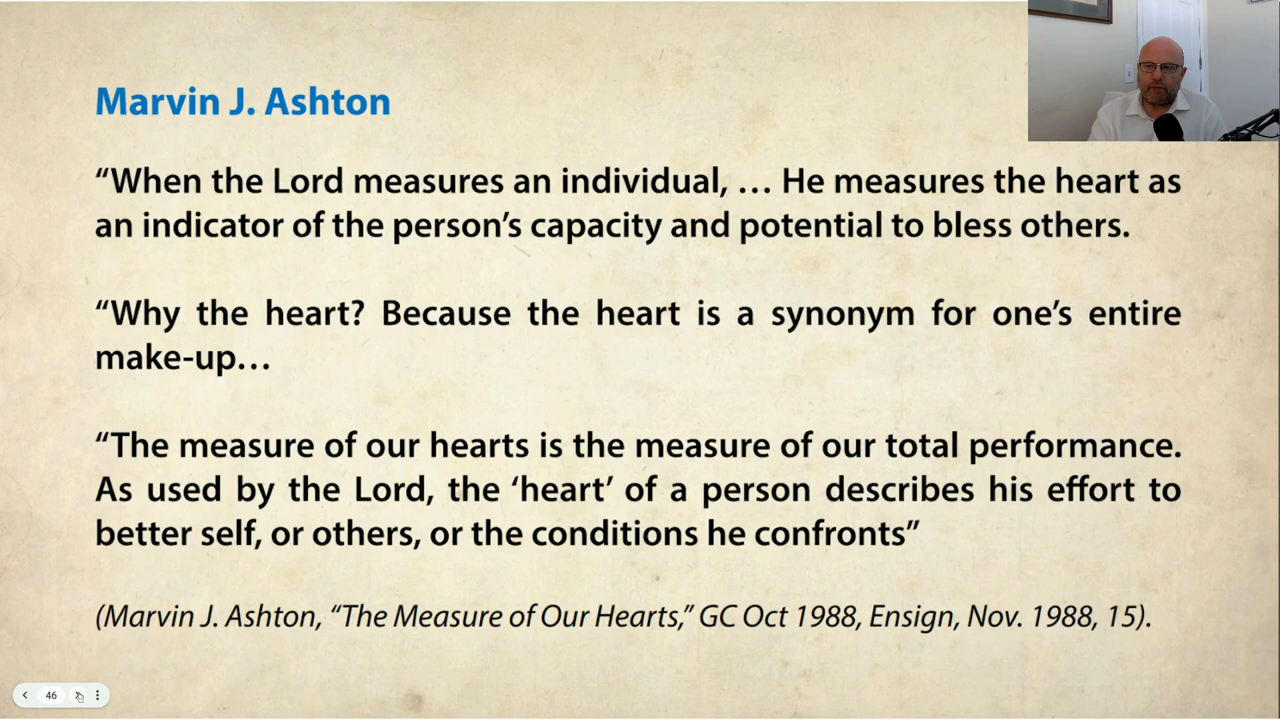 Marvin J. Ashton
“When the Lord measures an individual, … He measures the heart as
an indicator of the person’s capacity and potential to bless others.
“Why the heart? Because the heart is a synonym for one’s entire
make-up…
“The measure of our hearts is the measure of our total performance.
As used by the Lord, the ‘heart’ of a person describes his effort to
better self, or others, or the conditions he confronts”
(Marvin J. Ashton, “The Measure of Our Hearts,” GC Oct 1988, Ensign, Nov. 1988, 15).
46